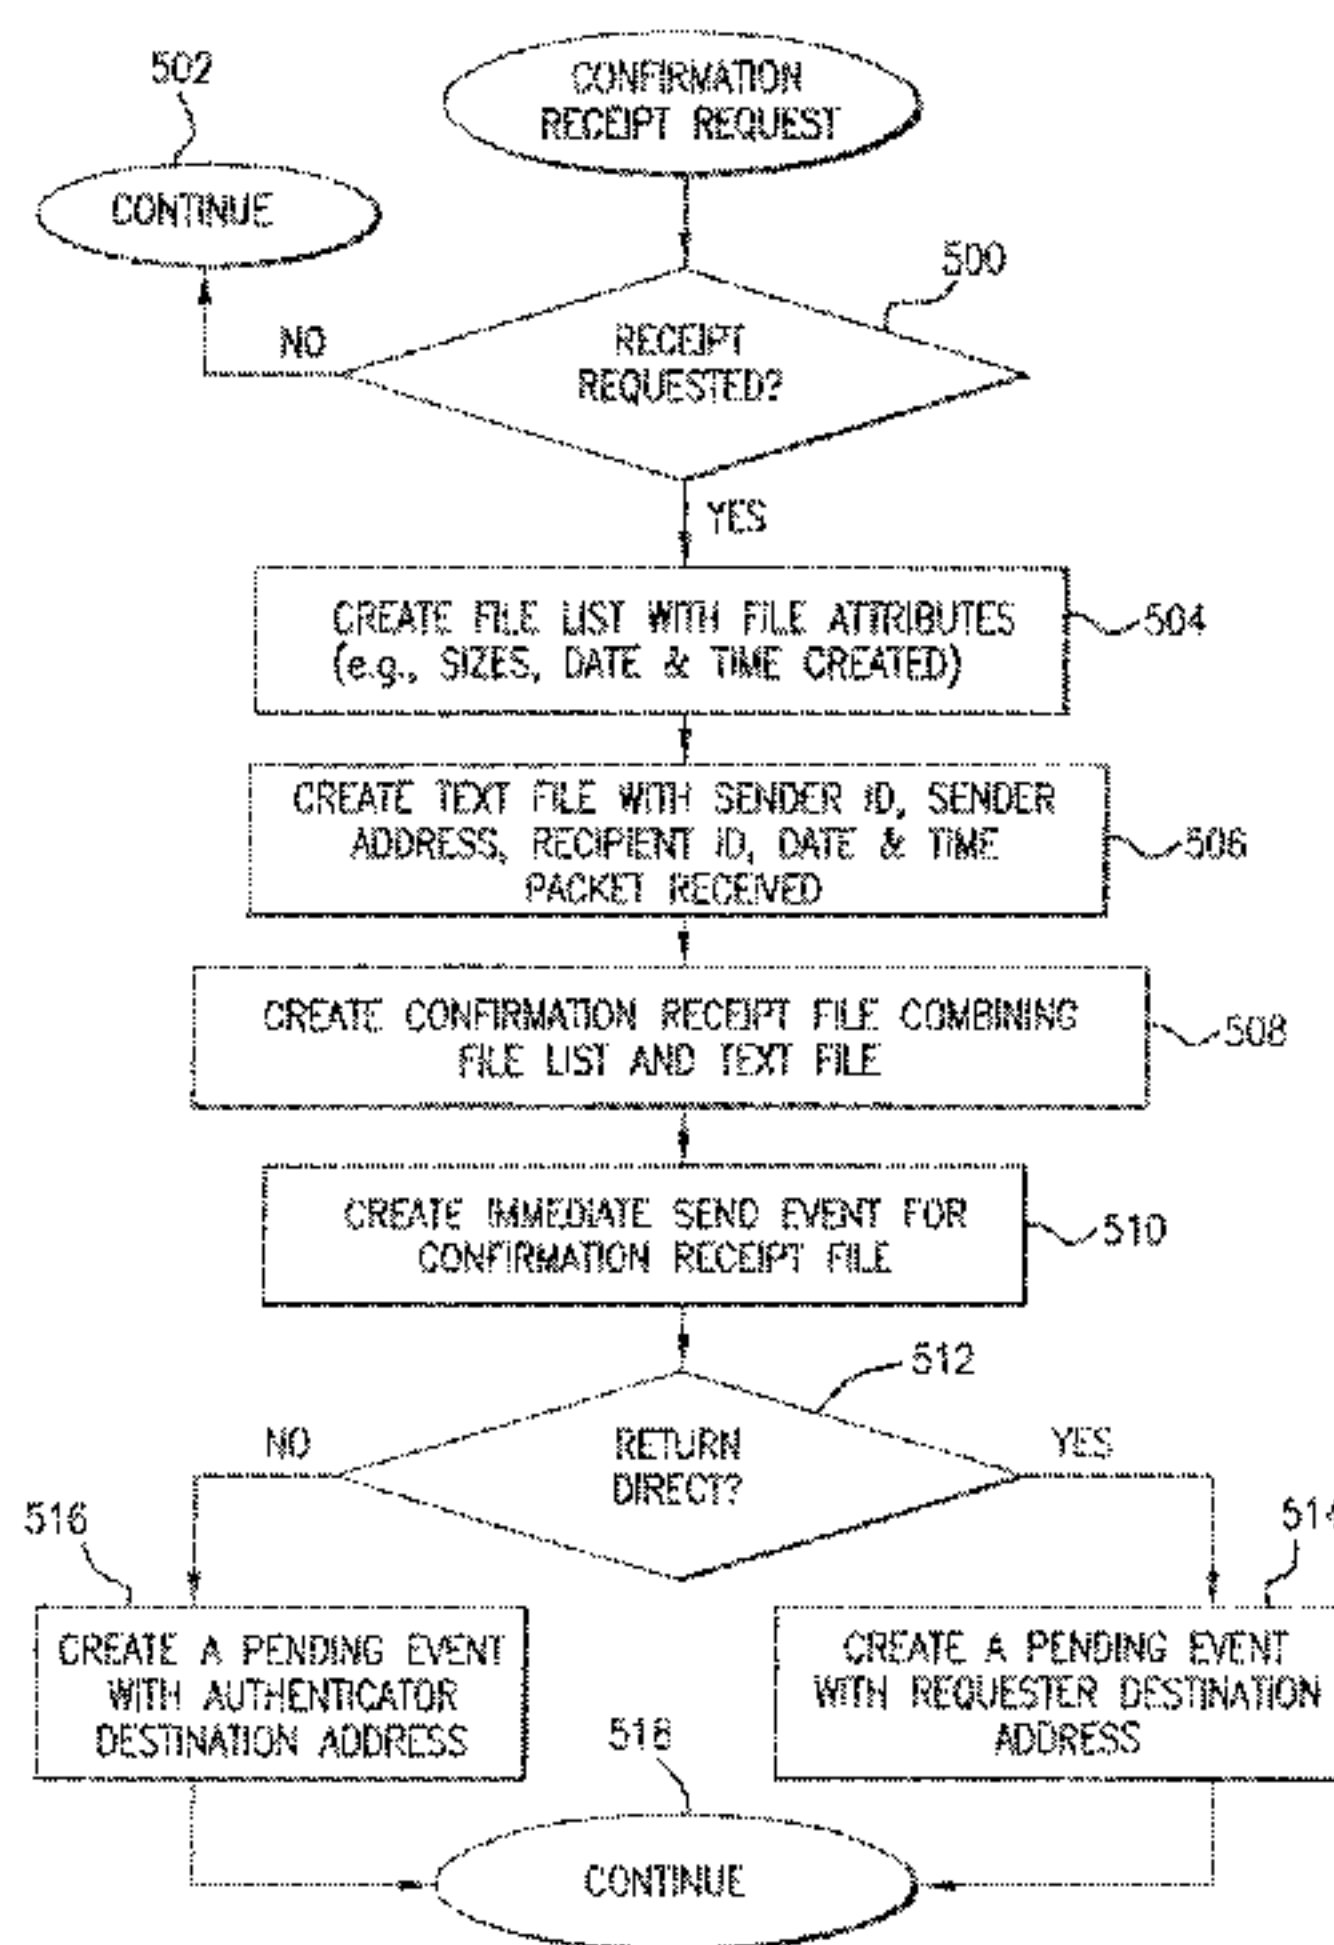 502
CONFIRMATION
RECEIPT REQUEST
CONTINUE
500
NO
RECEIPT
REQUESTED?
YES
CREATE FILE LIST WITH FILE ATTRIBUTES
(e.g., SIZES, DATE & TIME CREATED)
504
CREATE TEXT FILE WITH SENDER ID, SENDER
ADDRESS, RECIPIENT ID, DATE & TIME
PACKET RECEIVED
506
CREATE CONFIRMATION RECEIPT FILE COMBINING
FILE LIST AND TEXT FILE
508
CREATE IMMEDIATE SEND EVENT FOR
CONFIRMATION RECEIPT FILE
510
512
NO
RETURN
DIRECT?
YES
516
514
CREATE A PENDING EVENT
WITH AUTHENTICATOR
DESTINATION ADDRESS
CREATE A PENDING EVENT
WITH REQUESTER DESTINATION
ADDRESS
518
CONTINUE